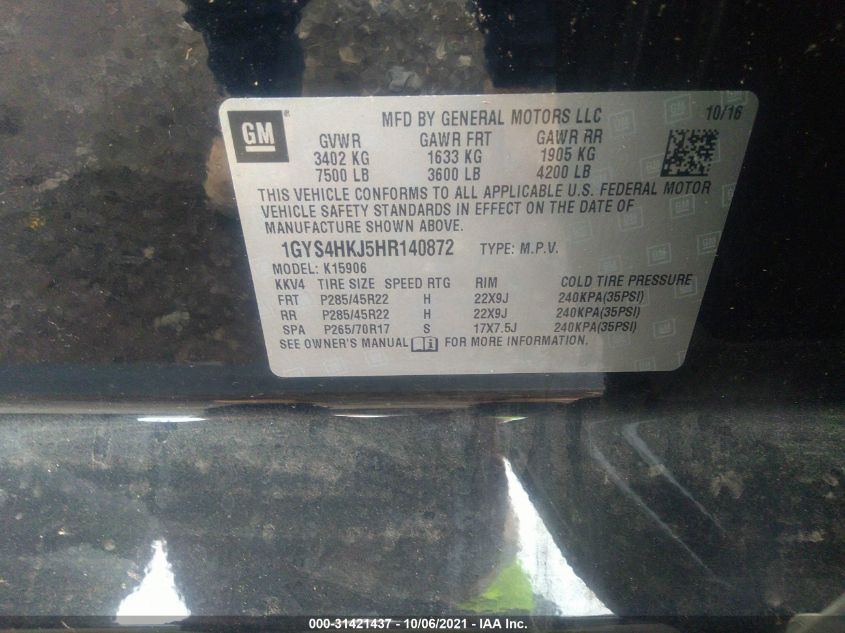 MFD BY GENERAL MOTORS LLC 10/16
GM
GVWR GAWR FRT GAWR RR
3402 KG 1633 KG 1905 KG
7500 LB 3600 LB 4200 LB
THIS VEHICLE CONFORMS TO ALL APPLICABLE U.S. FEDERAL MOTOR
VEHICLE SAFETY STANDARDS IN EFFECT ON THE DATE OF
MANUFACTURE SHOWN ABOVE.
1GYS4HKJ5HR140872 TYPE: M.P.V.
MODEL: K15906
KKV4 TIRE SIZE SPEED RTG RIM COLD TIRE PRESSURE
FRT P285/45R22 H 22X9J 240KPA(35PSI)
RR P285/45R22 H 22X9J 240KPA(35PSI)
SPA P265/70R17 S 17X7.5J 240KPA(35PSI)
SEE OWNER'S MANUAL FOR MORE INFORMATION.
000-31421437 - 10/06/2021 - IAA Inc.